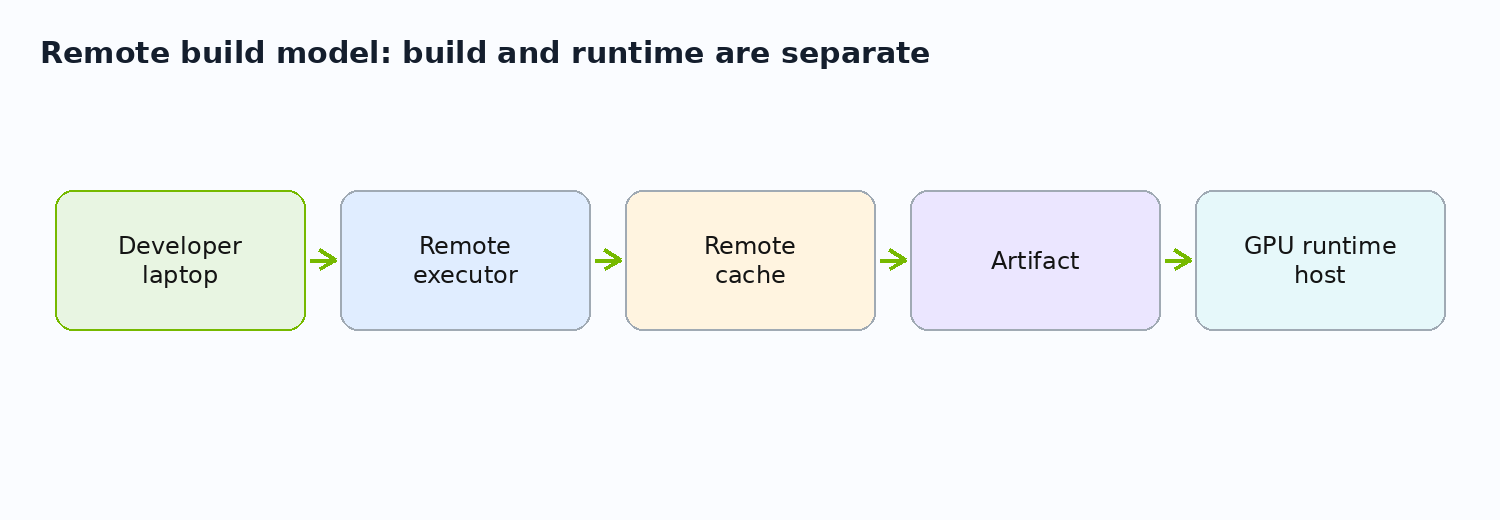 Remote build model: build and runtime are separate
Developer
laptop
Remote
executor
Remote
cache
Artifact
GPU runtime
host